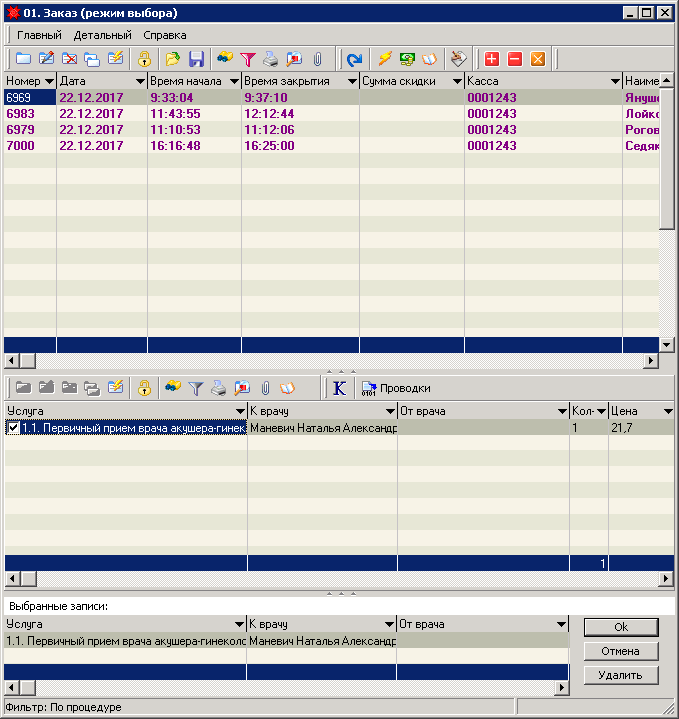 01. Заказ (режим выбора)
Главный Детальный Справка
Номер Дата Время начала Время закрытия Сумма скидки Касса Наиме
6969 22.12.2017 9:33:04 9:37:10 0001243 Януше
6983 22.12.2017 11:43:55 12:12:44 0001243 Лойко
6979 22.12.2017 11:10:53 11:12:06 0001243 Рогов
7000 22.12.2017 16:16:48 16:25:00 0001243 Седяк
K 0101 Проводки
Услуга К врачу От врача Кол- Цена
1.1. Первичный прием врача акушера-гинек Маневич Наталья Александр 1 21,7
1
Выбранные записи:
Услуга К врачу От врача
1.1. Первичный прием врача акушера-гинеколо Маневич Наталья Александр
Ok
Отмена
Удалить
Фильтр: По процедуре